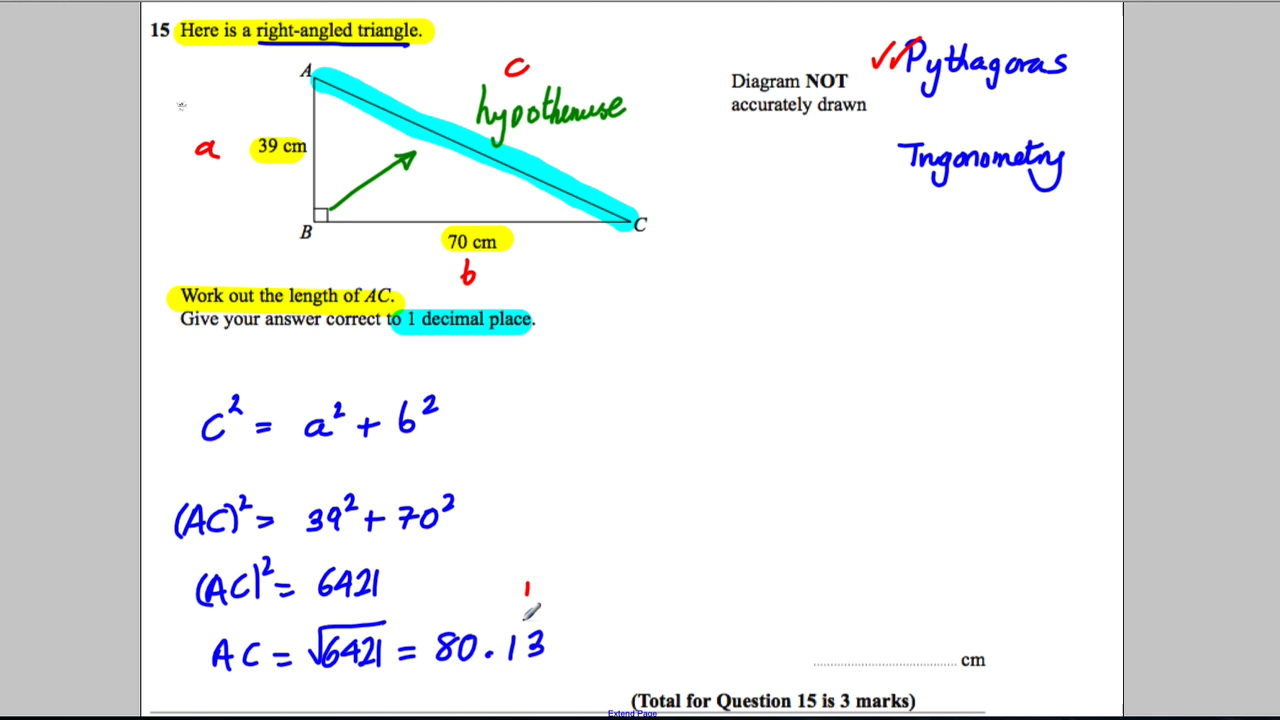 15 Here is a right-angled triangle.
Pythagoras
A
c
hypothenuse
Diagram NOT
accurately drawn
a
39 cm
Trigonometry
B
C
70 cm
b
Work out the length of AC.
Give your answer correct to 1 decimal place.
c² = a² + b²
(AC)² = 39² + 70²
(AC)² = 6421
1
AC = √6421 = 80.13
cm
(Total for Question 15 is 3 marks)
Extend Page